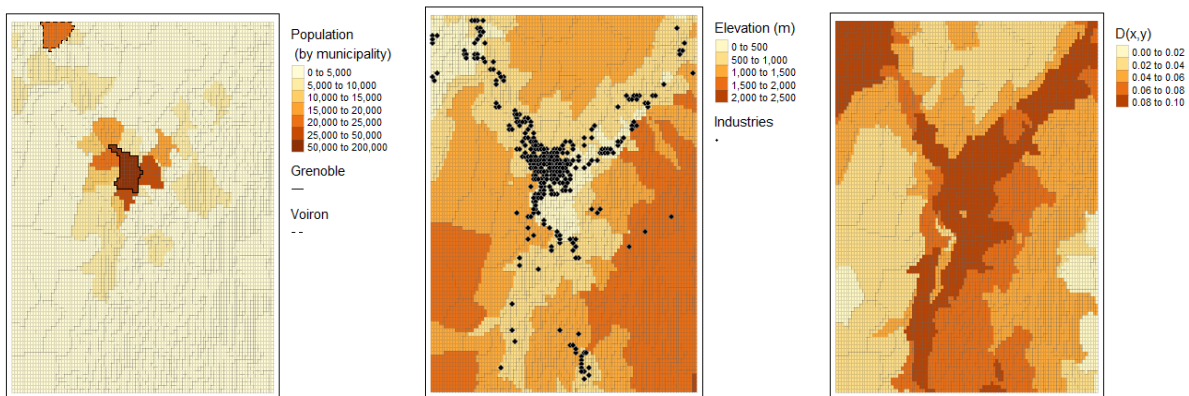 Population
(by municipality)
0 to 5,000
5,000 to 10,000
10,000 to 15,000
15,000 to 20,000
20,000 to 25,000
25,000 to 50,000
50,000 to 200,000
Grenoble
Voiron
Elevation (m)
0 to 500
500 to 1,000
1,000 to 1,500
1,500 to 2,000
2,000 to 2,500
Industries
D(x,y)
0.00 to 0.02
0.02 to 0.04
0.04 to 0.06
0.06 to 0.08
0.08 to 0.10